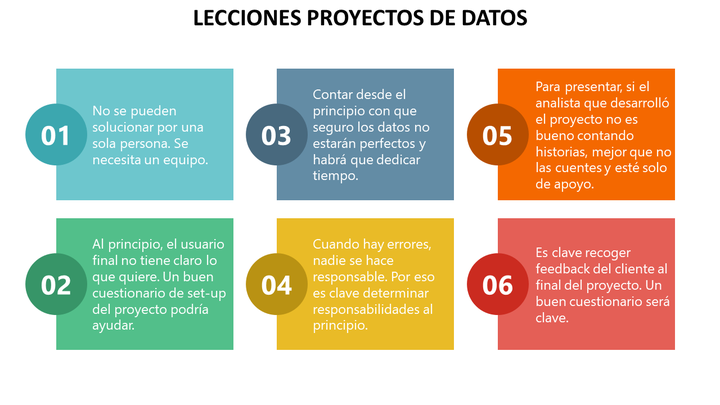 LECCIONES PROYECTOS DE DATOS
01
No se pueden
solucionar por una
sola persona. Se
necesita un equipo.
02
Al principio, el usuario
final no tiene claro lo
que quiere. Un buen
cuestionario de set-up
del proyecto podría
ayudar.
03
Contar desde el
principio con que
seguro los datos no
estarán perfectos y
habrá que dedicar
tiempo.
04
Cuando hay errores,
nadie se hace
responsable. Por eso
es clave determinar
responsabilidades al
principio.
05
Para presentar, si el
analista que desarrolló
el proyecto no es
bueno contando
historias, mejor que no
las cuentes y esté solo
de apoyo.
06
Es clave recoger
feedback del cliente al
final del proyecto. Un
buen cuestionario será
clave.